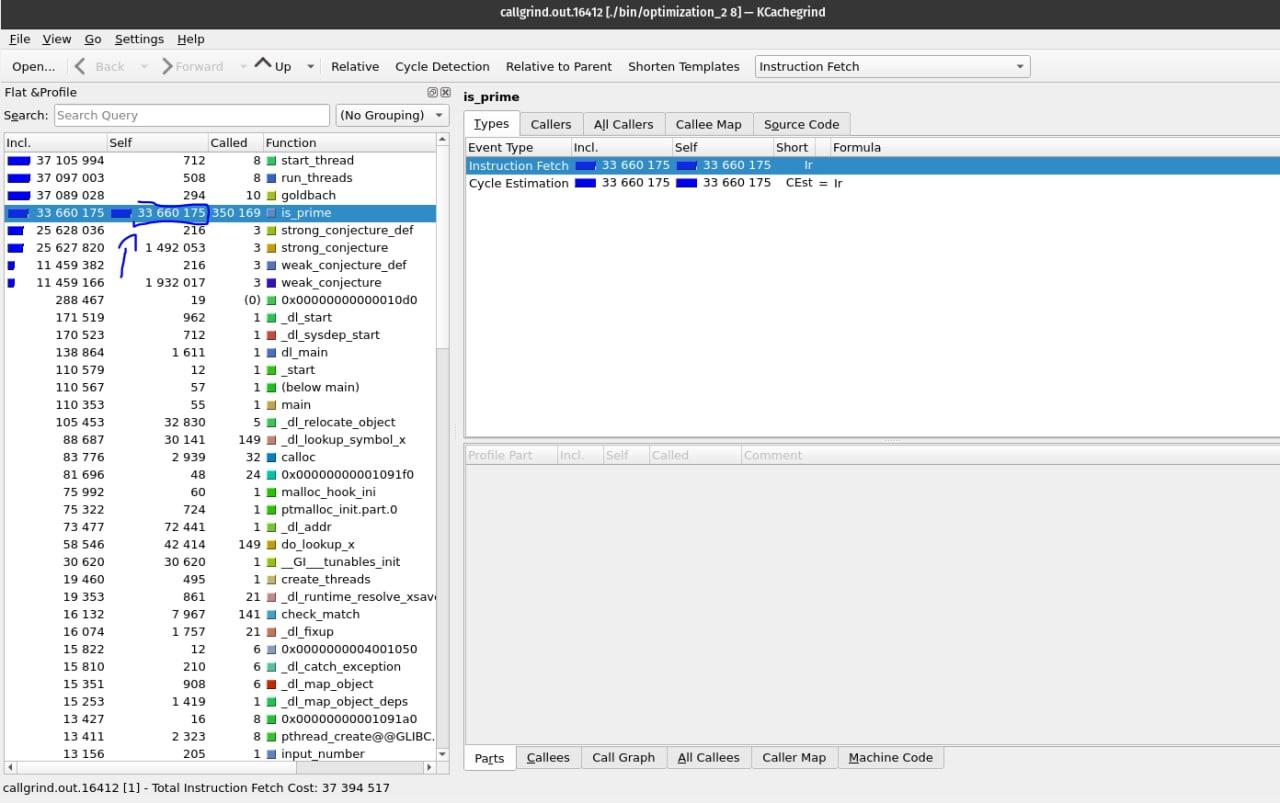 callgrind.out.16412 [./bin/optimization_2 8] — KCachegrind
File View Go Settings Help
Open... Back Forward Up Relative Cycle Detection Relative to Parent Shorten Templates Instruction Fetch
Flat &Profile
Search: Search Query (No Grouping)
Incl. Self Called Function
37 105 994 712 8 start_thread
37 097 003 508 8 run_threads
37 089 028 294 10 goldbach
33 660 175 33 660 175 350 169 is_prime
25 628 036 216 3 strong_conjecture_def
25 627 820 1 492 053 3 strong_conjecture
11 459 382 216 3 weak_conjecture_def
11 459 166 1 932 017 3 weak_conjecture
288 467 19 (0) 0x00000000000010d0
171 519 962 1 _dl_start
170 523 712 1 _dl_sysdep_start
138 864 1 611 1 dl_main
110 579 12 1 _start
110 567 57 1 (below main)
110 353 55 1 main
105 453 32 830 5 _dl_relocate_object
88 687 30 141 149 _dl_lookup_symbol_x
83 776 2 939 32 calloc
81 696 48 24 0x00000000001091f0
75 992 60 1 malloc_hook_ini
75 322 724 1 ptmalloc_init.part.0
73 477 72 441 1 _dl_addr
58 546 42 414 149 do_lookup_x
30 620 30 620 1 __GI___tunables_init
19 460 495 1 create_threads
19 353 861 21 _dl_runtime_resolve_xsave
16 132 7 967 141 check_match
16 074 1 757 21 _dl_fixup
15 822 12 6 0x0000000004001050
15 810 210 6 _dl_catch_exception
15 351 908 6 _dl_map_object
15 253 1 419 1 _dl_map_object_deps
13 427 16 8 0x00000000001091a0
13 411 2 323 8 pthread_create@@GLIBC.
13 156 205 1 input_number
is_prime
Types Callers All Callers Callee Map Source Code
Event Type Incl. Self Short Formula
Instruction Fetch 33 660 175 33 660 175 Ir
Cycle Estimation 33 660 175 33 660 175 CEst = Ir
Profile Part Incl. Self Called Comment
Parts Callees Call Graph All Callees Caller Map Machine Code
callgrind.out.16412 [1] - Total Instruction Fetch Cost: 37 394 517